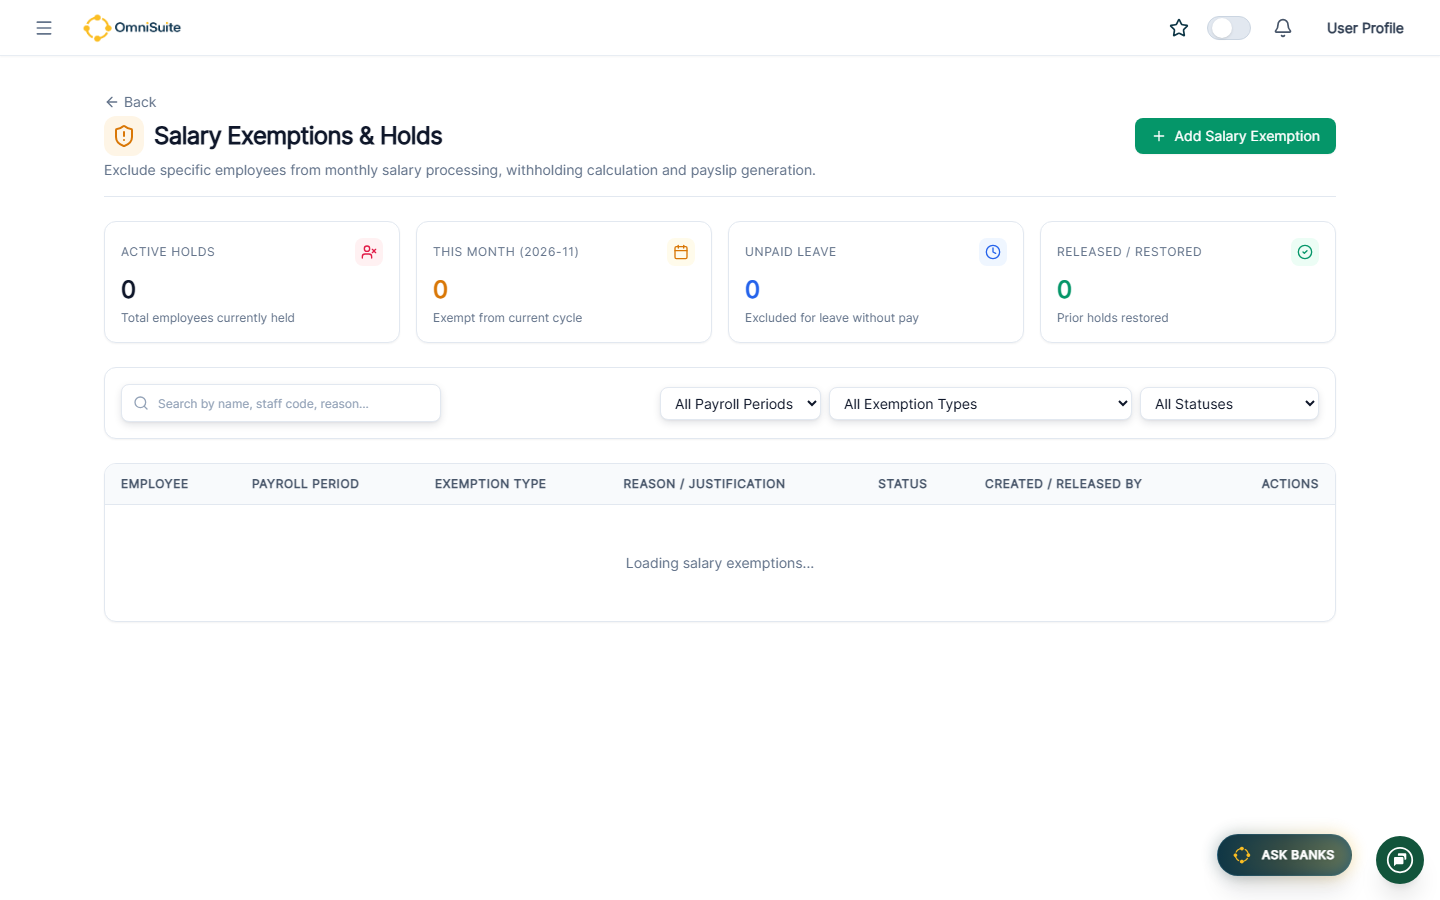 OmniSuite
User Profile
Back
Salary Exemptions & Holds
Add Salary Exemption
Exclude specific employees from monthly salary processing, withholding calculation and payslip generation.
ACTIVE HOLDS
0
Total employees currently held
THIS MONTH (2026-11)
0
Exempt from current cycle
UNPAID LEAVE
0
Excluded for leave without pay
RELEASED / RESTORED
0
Prior holds restored
Search by name, staff code, reason...
All Payroll Periods
All Exemption Types
All Statuses
EMPLOYEE PAYROLL PERIOD EXEMPTION TYPE REASON / JUSTIFICATION STATUS CREATED / RELEASED BY ACTIONS
Loading salary exemptions...
ASK BANKS